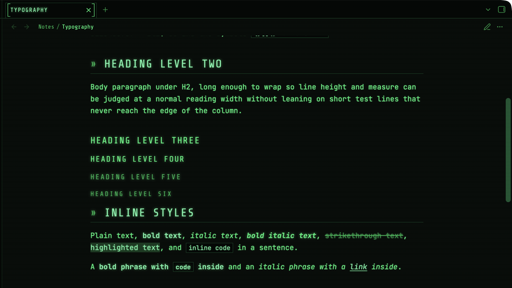 TYPOGRAPHY
Notes / Typography
» HEADING LEVEL TWO
Body paragraph under H2, long enough to wrap so line height and measure can
be judged at a normal reading width without leaning on short test lines that
never reach the edge of the column.
HEADING LEVEL THREE
HEADING LEVEL FOUR
HEADING LEVEL FIVE
HEADING LEVEL SIX
» INLINE STYLES
Plain text, bold text, italic text, bold italic text, strikethrough text,
highlighted text, and inline code in a sentence.
A bold phrase with code inside and an italic phrase with a link inside.